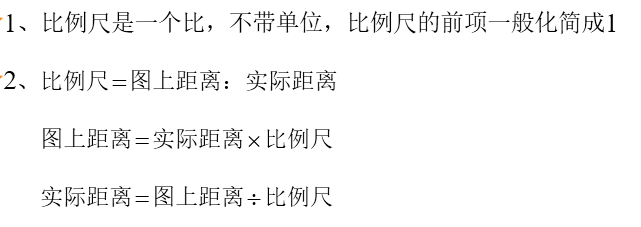 1、比例尺是一个比，不带单位，比例尺的前项一般化简成1
2、比例尺=图上距离：实际距离
图上距离=实际距离×比例尺
实际距离=图上距离÷比例尺